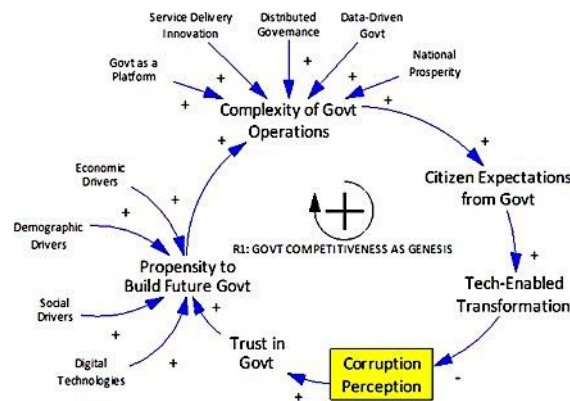 Service Delivery
Innovation
Distributed
Governance
Data-Driven
Govt
Govt as a
Platform
National
Prosperity
+
+
+
+
+
Complexity of Govt
Operations
+
+
Economic
Drivers
+
Citizen Expectations
from Govt
Demographic
Drivers
+
R1: GOVT COMPETITIVENESS AS GENESIS
+
Propensity to
Build Future Govt
Tech-Enabled
Transformation
Social
Drivers
+
+
Trust in
Govt
Digital
Technologies
+
Corruption
Perception
-
+